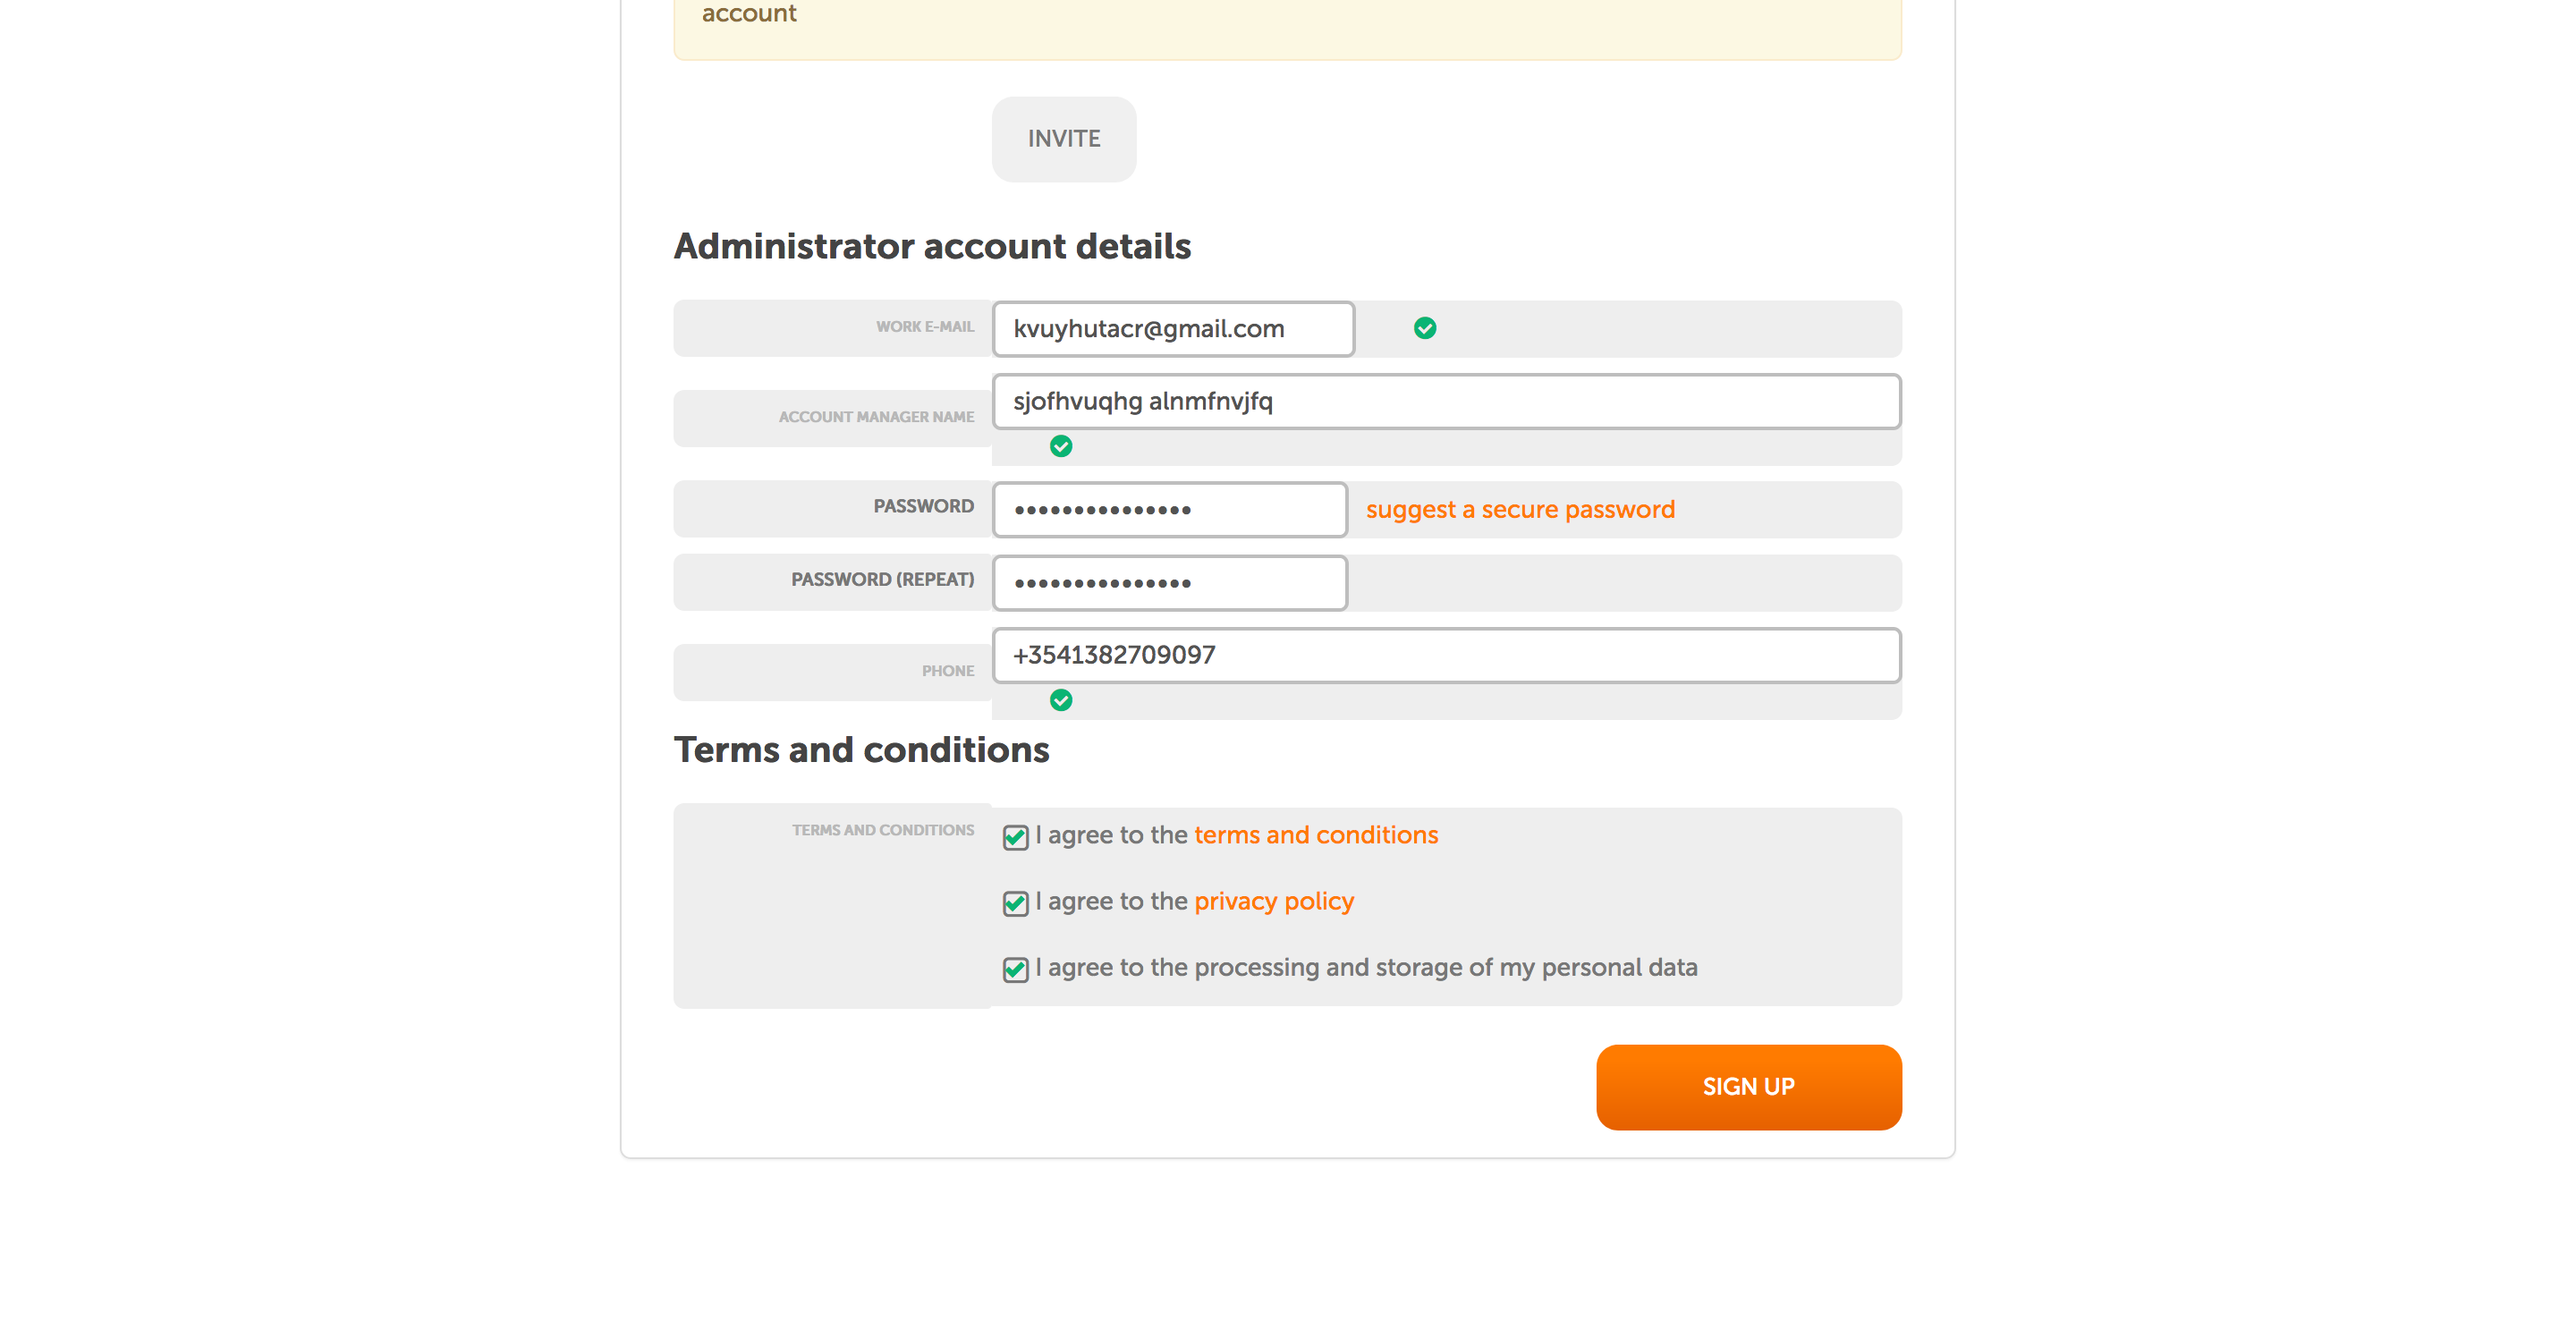 account
INVITE
Administrator account details
WORK E-MAIL
kvuyhutacr@gmail.com
ACCOUNT MANAGER NAME
sjofhvuqhg alnmfnvjfq
PASSWORD
•••••••••••••••
suggest a secure password
PASSWORD (REPEAT)
•••••••••••••••
PHONE
+3541382709097
Terms and conditions
TERMS AND CONDITIONS
I agree to the terms and conditions
I agree to the privacy policy
I agree to the processing and storage of my personal data
SIGN UP